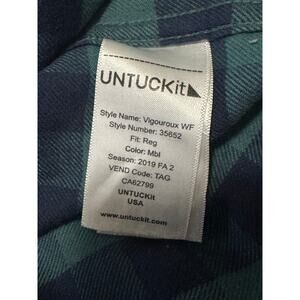 UNTUCKit
Style Name: Vigouroux WF
Style Number: 35652
Fit: Reg
Color: Mbl
Season: 2019 FA 2
VEND Code: TAG
CA62799
UNTUCKit
USA
www.untuckit.com